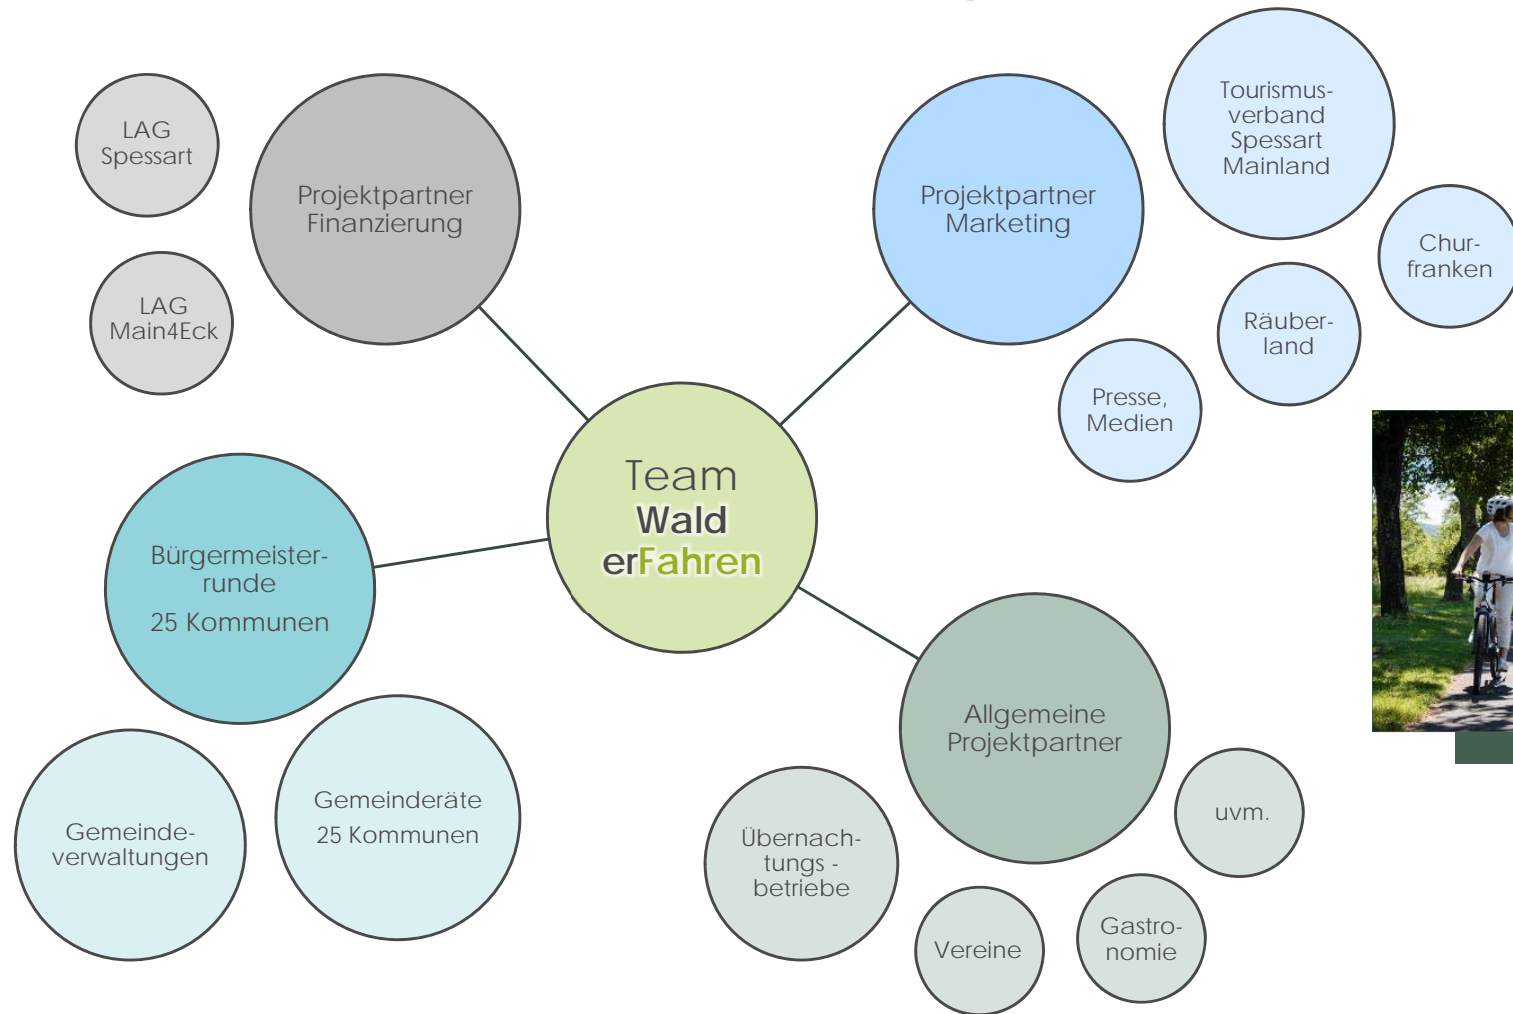 LAG
Spessart
Projektpartner
Finanzierung
LAG
Main4Eck
Projektpartner
Marketing
Tourismus-
verband
Spessart
Mainland
Chur-
franken
Räuber-
land
Presse,
Medien
Team
Wald
erFahren
Bürgermeister-
runde
25 Kommunen
Gemeinde-
verwaltungen
Gemeinderäte
25 Kommunen
Allgemeine
Projektpartner
Übernach-
tungs -
betriebe
Vereine
Gastro-
nomie
uvm.